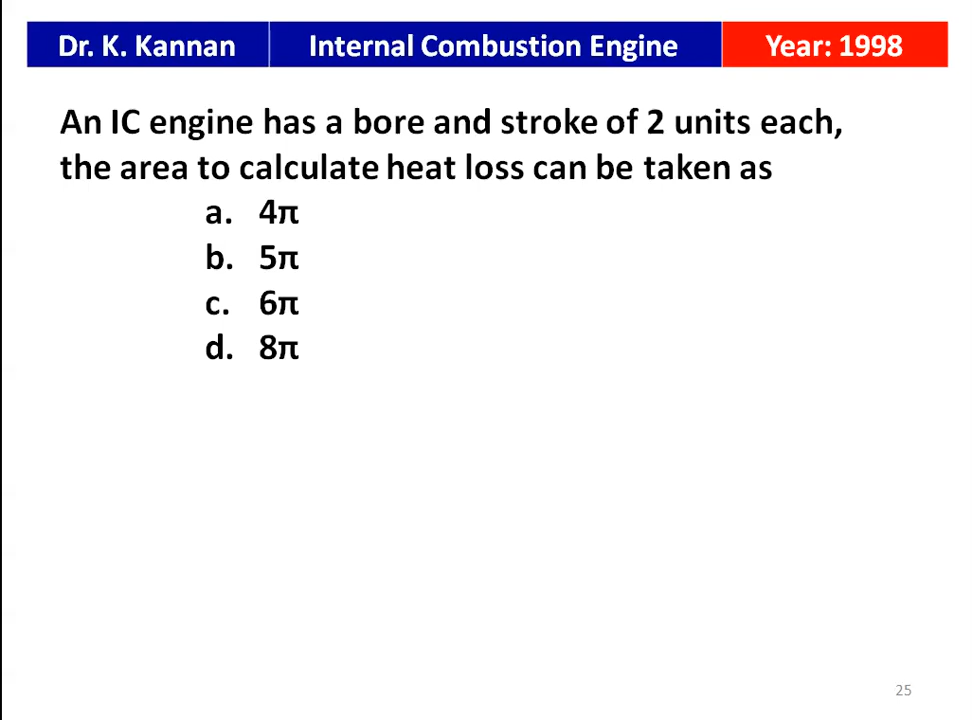 Dr. K. Kannan Internal Combustion Engine Year: 1998
An IC engine has a bore and stroke of 2 units each,
the area to calculate heat loss can be taken as
a. 4π
b. 5π
c. 6π
d. 8π
25